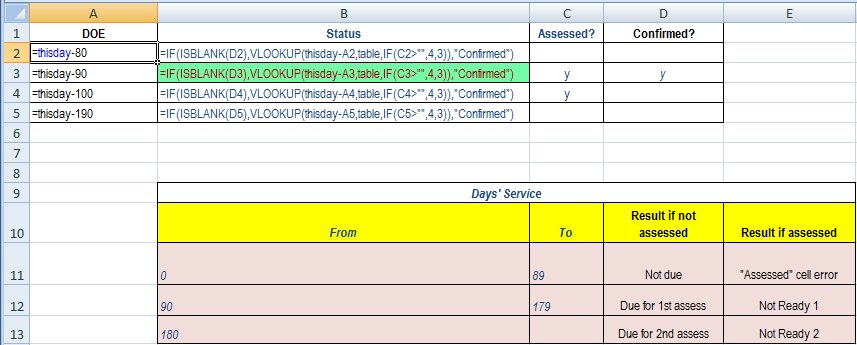 A B C D E
1 DOE Status Assessed? Confirmed?
2 =thisday-80 =IF(ISBLANK(D2),VLOOKUP(thisday-A2,table,IF(C2>"",4,3)),"Confirmed")
3 =thisday-90 =IF(ISBLANK(D3),VLOOKUP(thisday-A3,table,IF(C3>"",4,3)),"Confirmed") y y
4 =thisday-100 =IF(ISBLANK(D4),VLOOKUP(thisday-A4,table,IF(C4>"",4,3)),"Confirmed") y
5 =thisday-190 =IF(ISBLANK(D5),VLOOKUP(thisday-A5,table,IF(C5>"",4,3)),"Confirmed")
6
7
8
9 Days' Service
Result if not
10 From To assessed Result if assessed
11 0 89 Not due "Assessed" cell error
12 90 179 Due for 1st assess Not Ready 1
13 180 Due for 2nd assess Not Ready 2